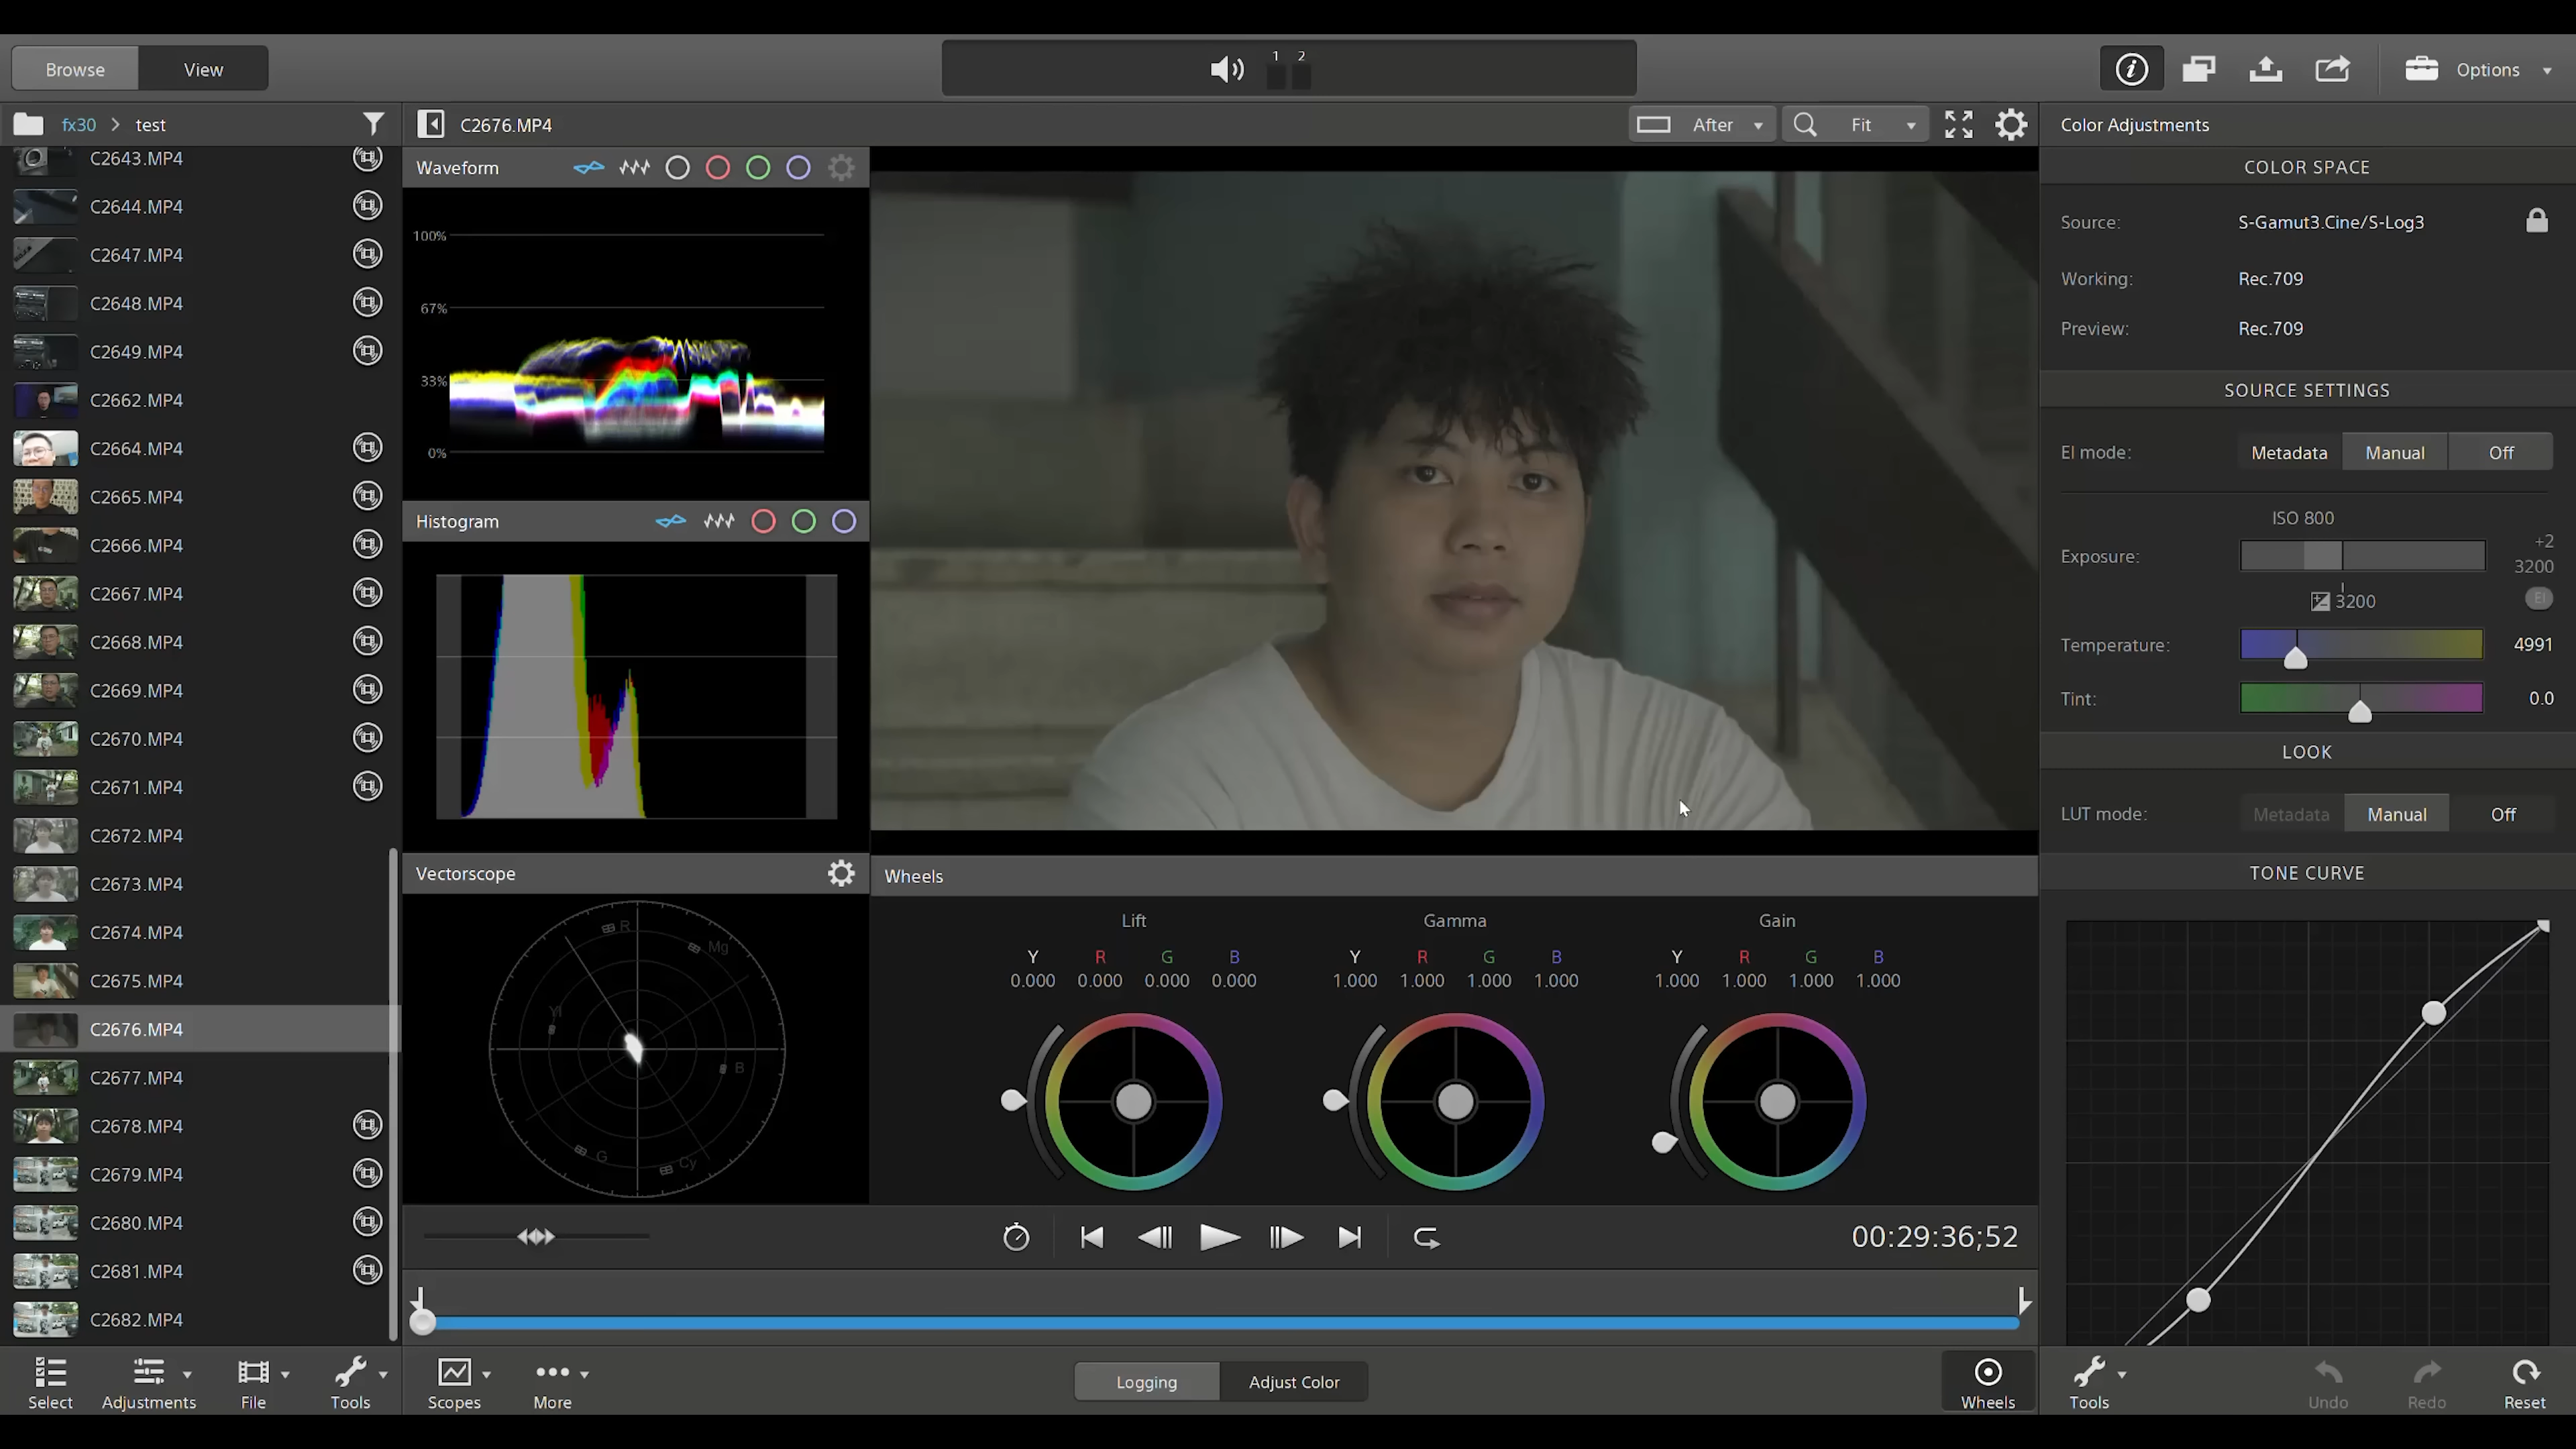 Browse
View
1 2
Options
fx30 > test
C2676.MP4
After
Fit
Color Adjustments
C2643.MP4
C2644.MP4
C2647.MP4
C2648.MP4
C2649.MP4
C2662.MP4
C2664.MP4
C2665.MP4
C2666.MP4
C2667.MP4
C2668.MP4
C2669.MP4
C2670.MP4
C2671.MP4
C2672.MP4
C2673.MP4
C2674.MP4
C2675.MP4
C2676.MP4
C2677.MP4
C2678.MP4
C2679.MP4
C2680.MP4
C2681.MP4
C2682.MP4
Waveform
100%
67%
33%
0%
Histogram
Vectorscope
R
Mg
Yl
B
G
Cy
Wheels
Lift
Gamma
Gain
Y R G B
0.000 0.000 0.000 0.000
Y R G B
1.000 1.000 1.000 1.000
Y R G B
1.000 1.000 1.000 1.000
00:29:36;52
COLOR SPACE
Source: S-Gamut3.Cine/S-Log3
Working: Rec.709
Preview: Rec.709
SOURCE SETTINGS
EI mode: Metadata Manual Off
ISO 800
Exposure:
+2
3200
3200
EI
Temperature: 4991
Tint: 0.0
LOOK
LUT mode: Metadata Manual Off
TONE CURVE
Select
Adjustments
File
Tools
Scopes
More
Logging
Adjust Color
Wheels
Tools
Undo
Redo
Reset